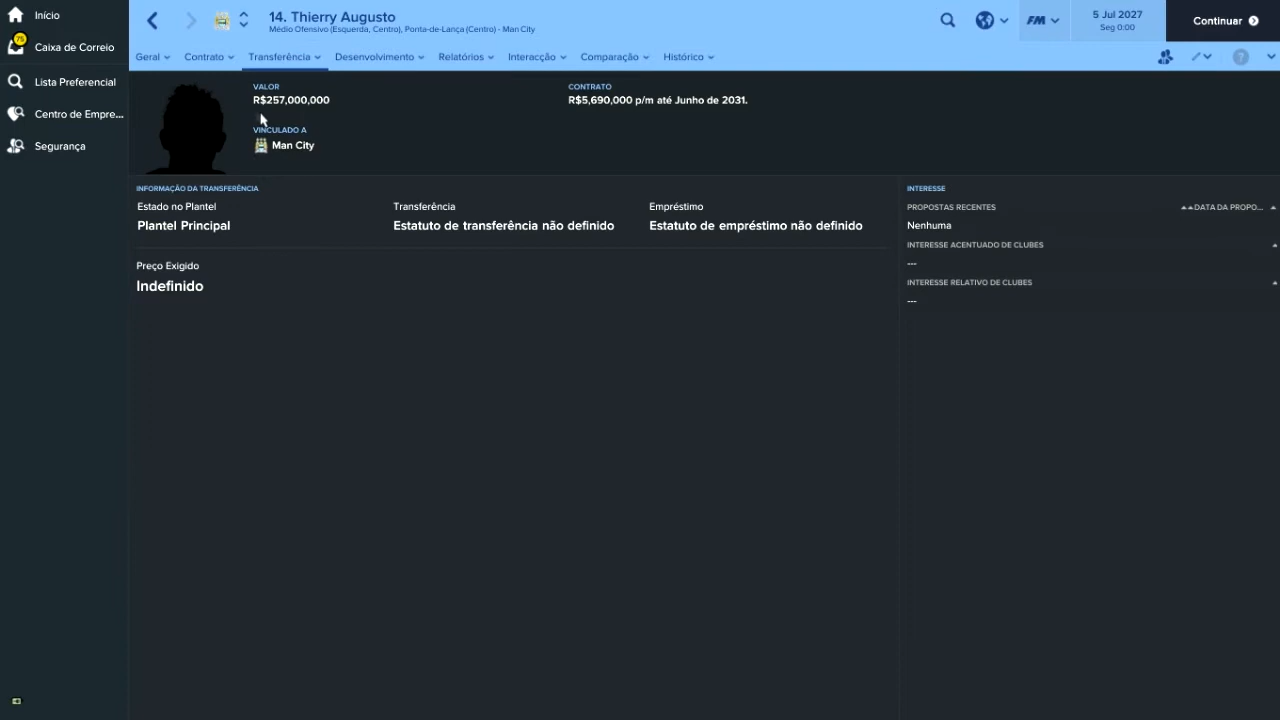 Início
75
Caixa de Correio
Lista Preferencial
Centro de Empre...
Segurança
14. Thierry Augusto
Médio Ofensivo (Esquerda, Centro), Ponta-de-Lança (Centro) - Man City
FM
5 Jul 2027
Seg 0:00
Continuar
Geral
Contrato
Transferência
Desenvolvimento
Relatórios
Interacção
Comparação
Histórico
?
VALOR
R$257,000,000
VINCULADO A
Man City
CONTRATO
R$5,690,000 p/m até Junho de 2031.
INFORMAÇÃO DA TRANSFERÊNCIA
Estado no Plantel
Plantel Principal
Transferência
Estatuto de transferência não definido
Empréstimo
Estatuto de empréstimo não definido
Preço Exigido
Indefinido
INTERESSE
PROPOSTAS RECENTES
DATA DA PROPO...
Nenhuma
INTERESSE ACENTUADO DE CLUBES
---
INTERESSE RELATIVO DE CLUBES
---